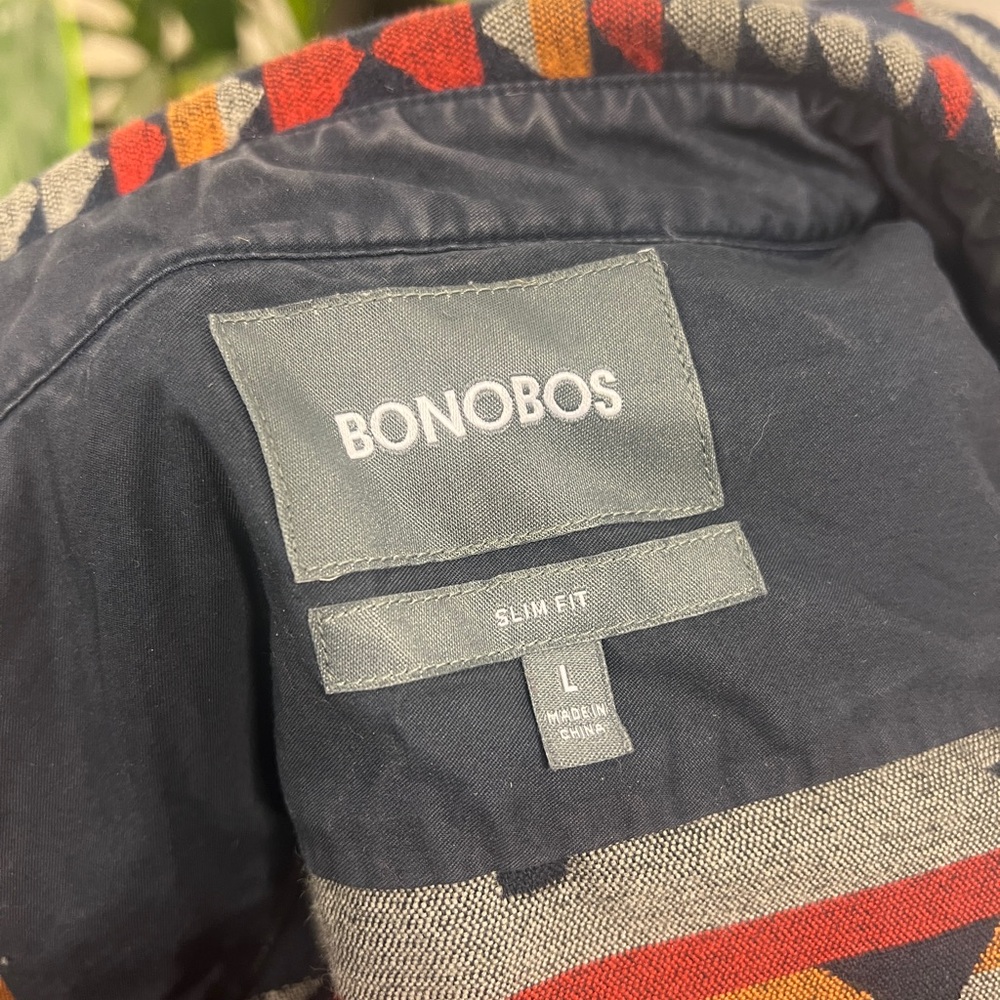 BONOBOS
SLIM FIT
L
MADE IN
CHINA